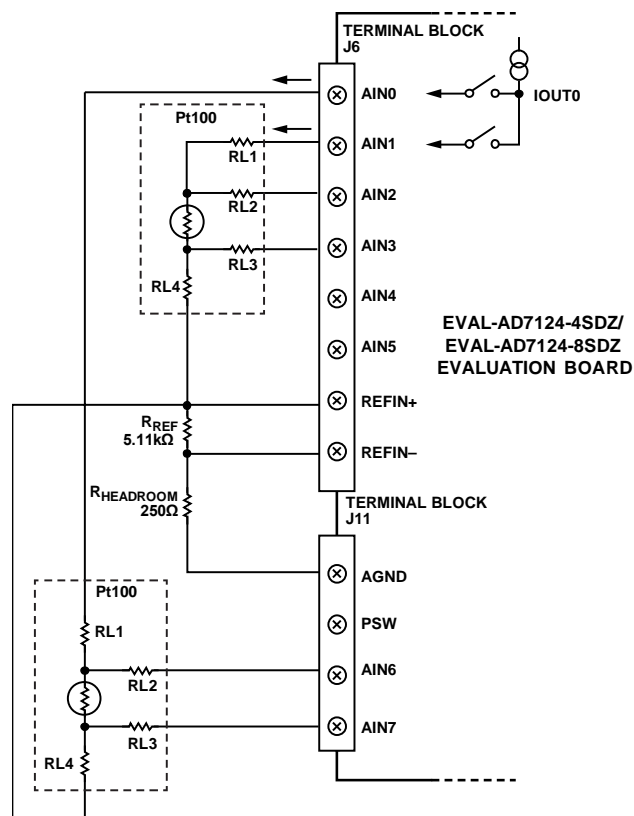 TERMINAL BLOCK
J6
AIN0
IOUT0
Pt100
RL1
AIN1
RL2
AIN2
RL3
AIN3
RL4
AIN4
AIN5
EVAL-AD7124-4SDZ/
EVAL-AD7124-8SDZ
EVALUATION BOARD
REFIN+
RREF
5.11kΩ
REFIN–
RHEADROOM
250Ω
TERMINAL BLOCK
J11
AGND
Pt100
PSW
RL1
RL2
AIN6
RL3
AIN7
RL4